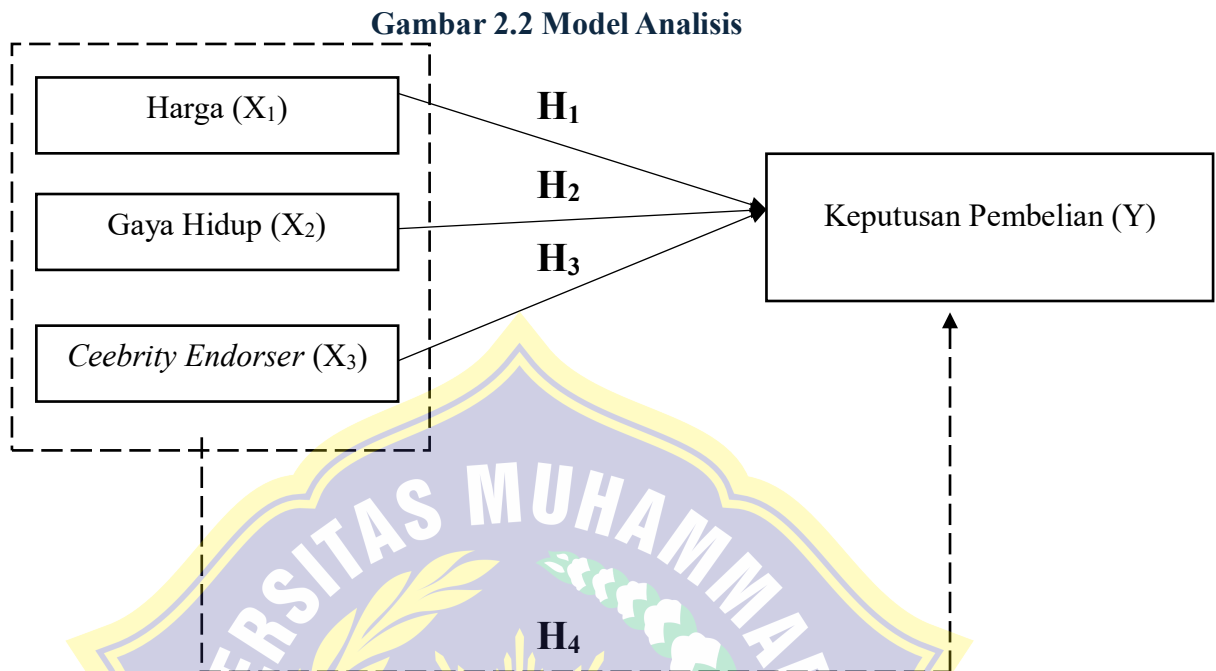 Gambar 2.2 Model Analisis
Harga (X₁)
H₁
Gaya Hidup (X₂)
H₂
Keputusan Pembelian (Y)
H₃
Ceebrity Endorser (X₃)
ERSITAS MUHAMMA
H₄